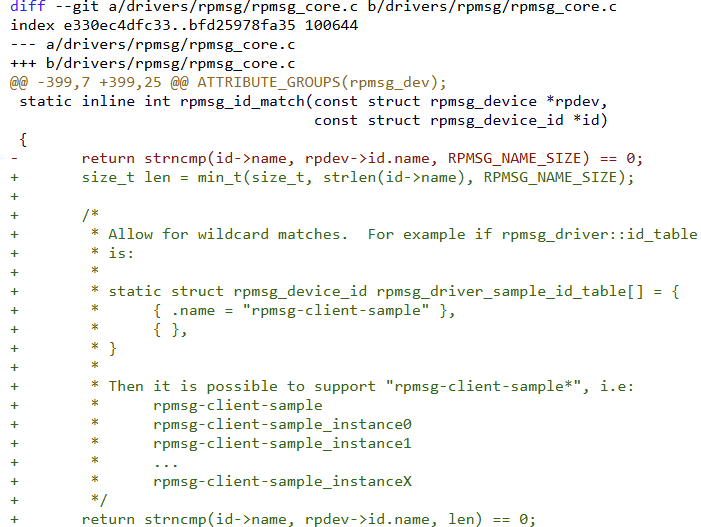 diff --git a/drivers/rpmsg/rpmsg_core.c b/drivers/rpmsg/rpmsg_core.c
index e330ec4dfc33..bfd25978fa35 100644
--- a/drivers/rpmsg/rpmsg_core.c
+++ b/drivers/rpmsg/rpmsg_core.c
@@ -399,7 +399,25 @@ ATTRIBUTE_GROUPS(rpmsg_dev);
 static inline int rpmsg_id_match(const struct rpmsg_device *rpdev,
                                  const struct rpmsg_device_id *id)
 {
-       return strncmp(id->name, rpdev->id.name, RPMSG_NAME_SIZE) == 0;
+       size_t len = min_t(size_t, strlen(id->name), RPMSG_NAME_SIZE);
+
+       /*
+        * Allow for wildcard matches.  For example if rpmsg_driver::id_table
+        * is:
+        *
+        * static struct rpmsg_device_id rpmsg_driver_sample_id_table[] = {
+        *      { .name = "rpmsg-client-sample" },
+        *      { },
+        * }
+        *
+        * Then it is possible to support "rpmsg-client-sample*", i.e:
+        *      rpmsg-client-sample
+        *      rpmsg-client-sample_instance0
+        *      rpmsg-client-sample_instance1
+        *      ...
+        *      rpmsg-client-sample_instanceX
+        */
+       return strncmp(id->name, rpdev->id.name, len) == 0;